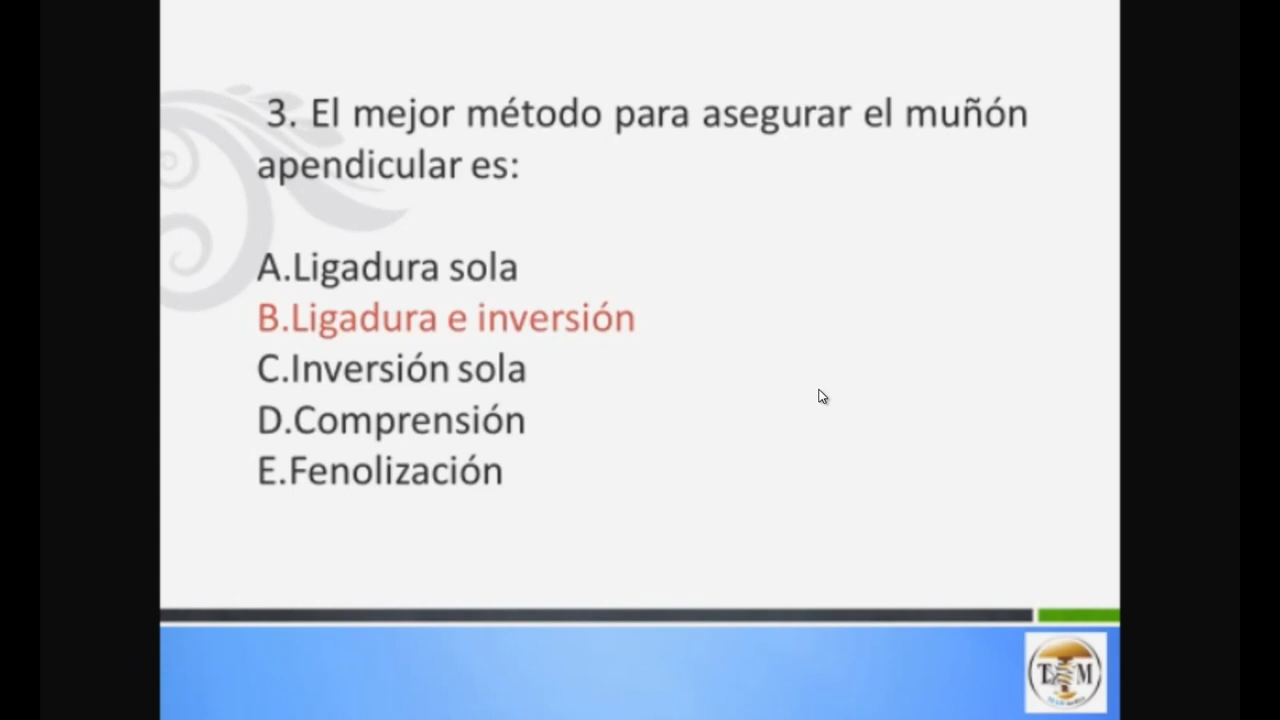 3. El mejor método para asegurar el muñón
apendicular es:
A.Ligadura sola
B.Ligadura e inversión
C.Inversión sola
D.Comprensión
E.Fenolización